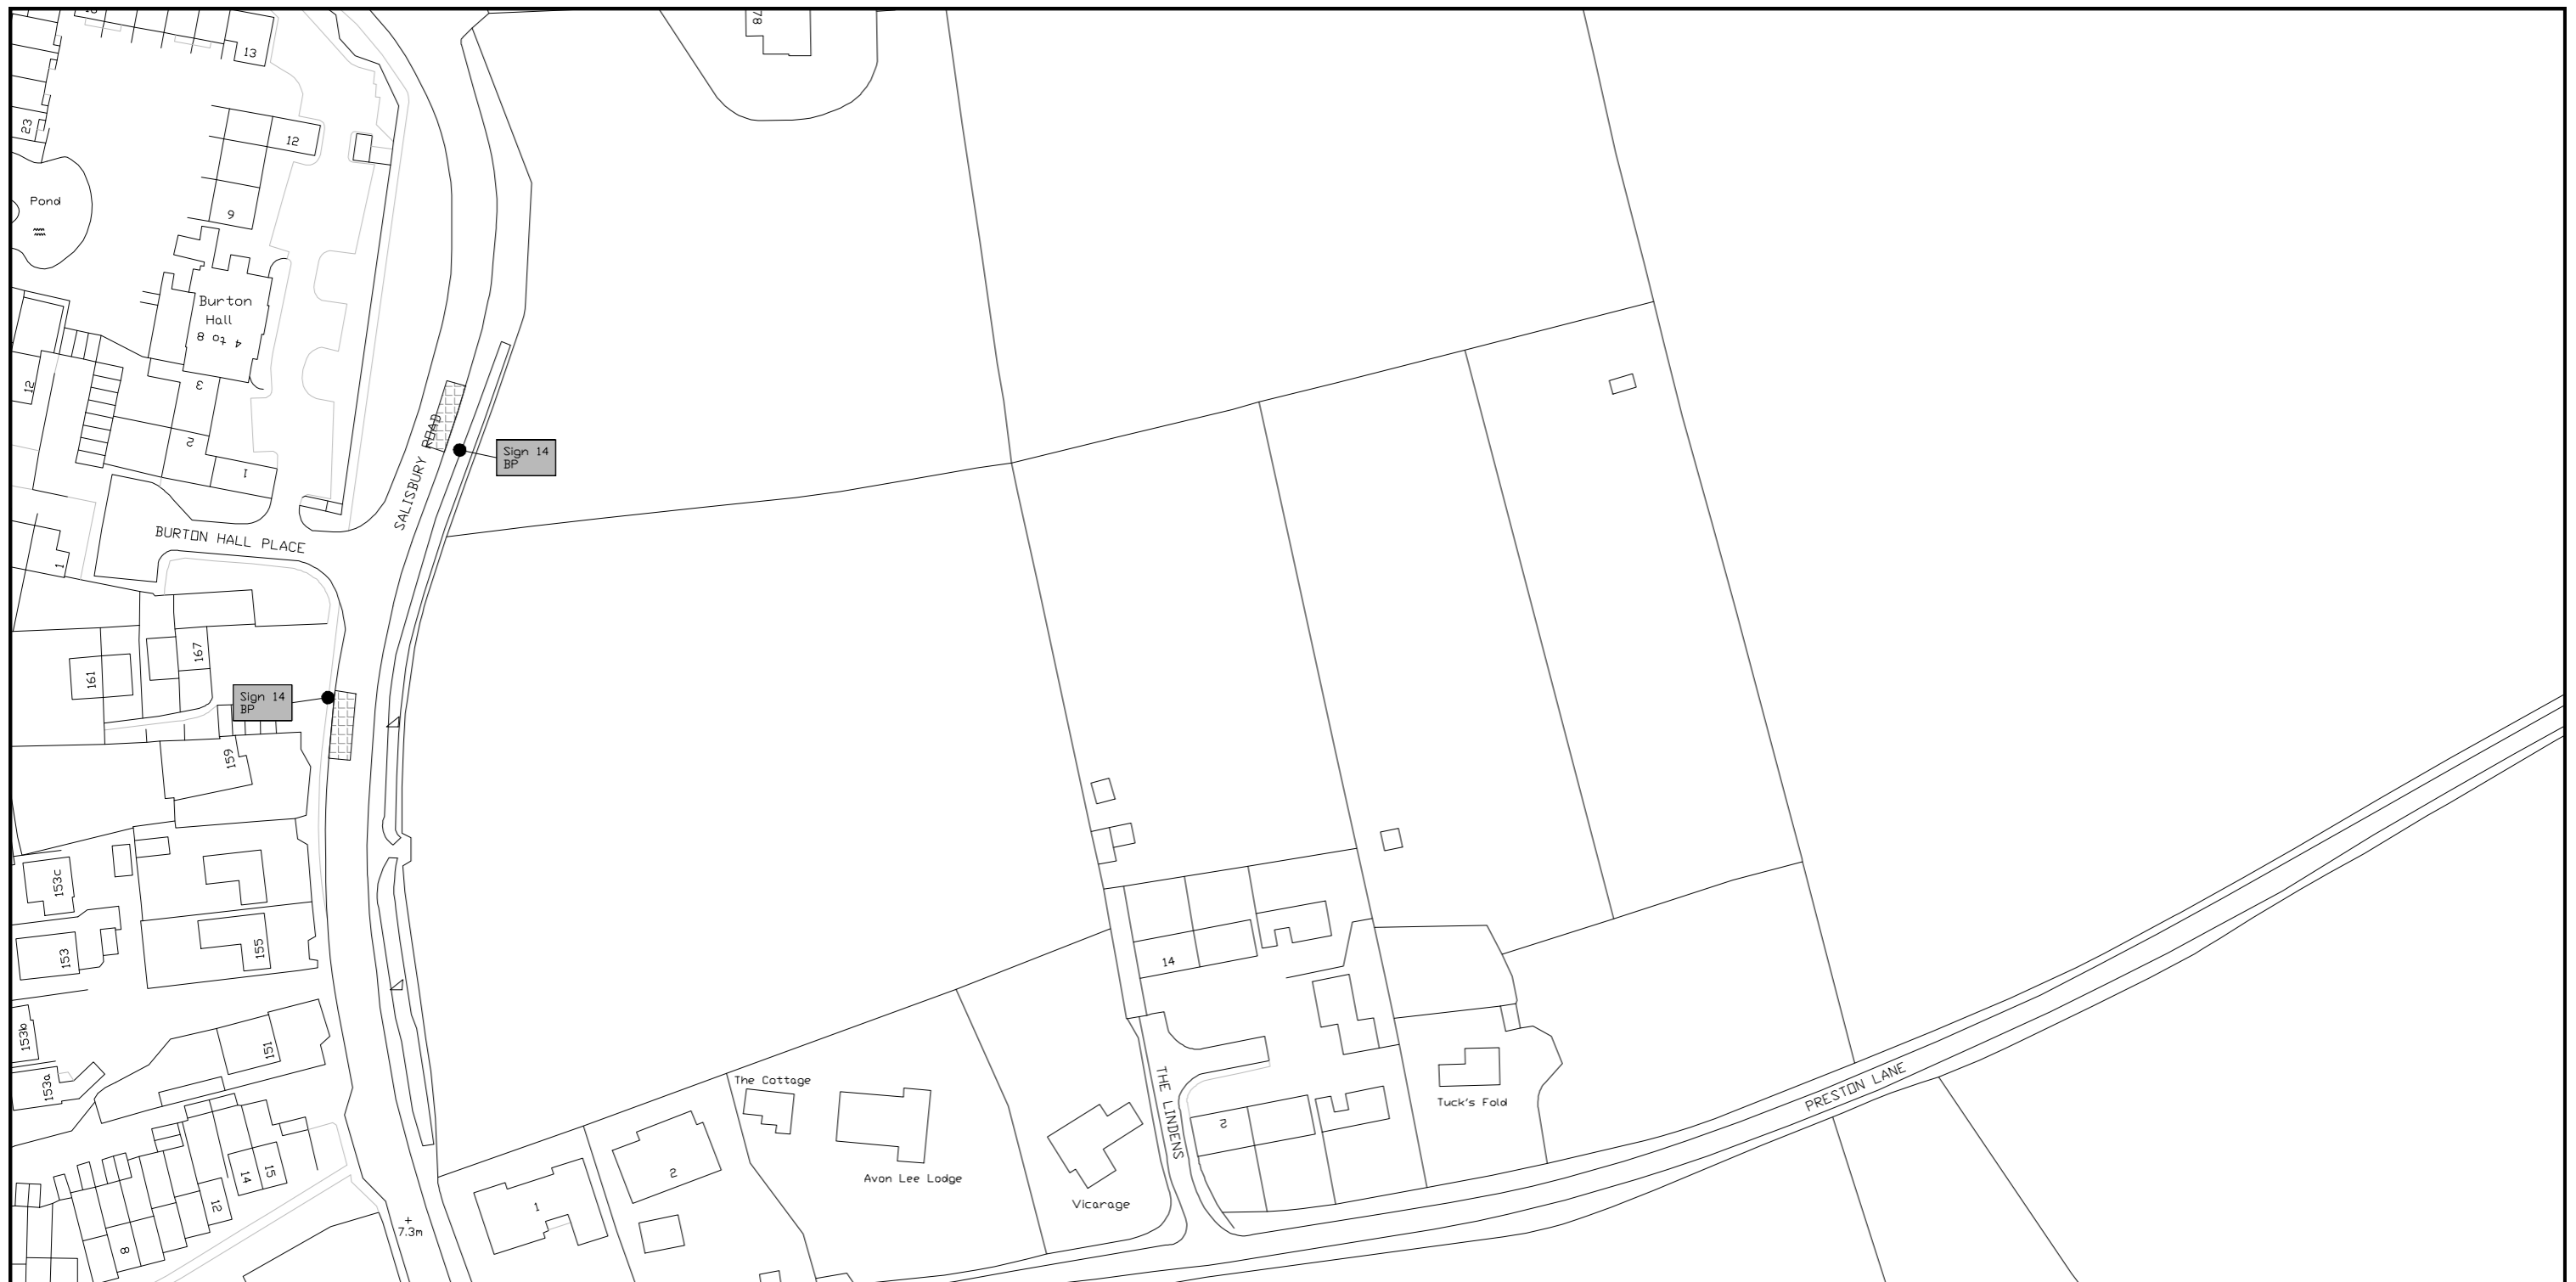 78
13
12
23
9
Pond
Burton
Hall
4 to 8
3
12
2
1
SALISBURY ROAD
Sign 14
BP
BURTON HALL PLACE
1
167
161
Sign 14
BP
159
153c
155
153
14
153b
151
153a
THE LINDENS
The Cottage
Avon Lee Lodge
Vicarage
2
Tuck's Fold
PRESTON LANE
2
1
14
15
12
8
+
7.3m